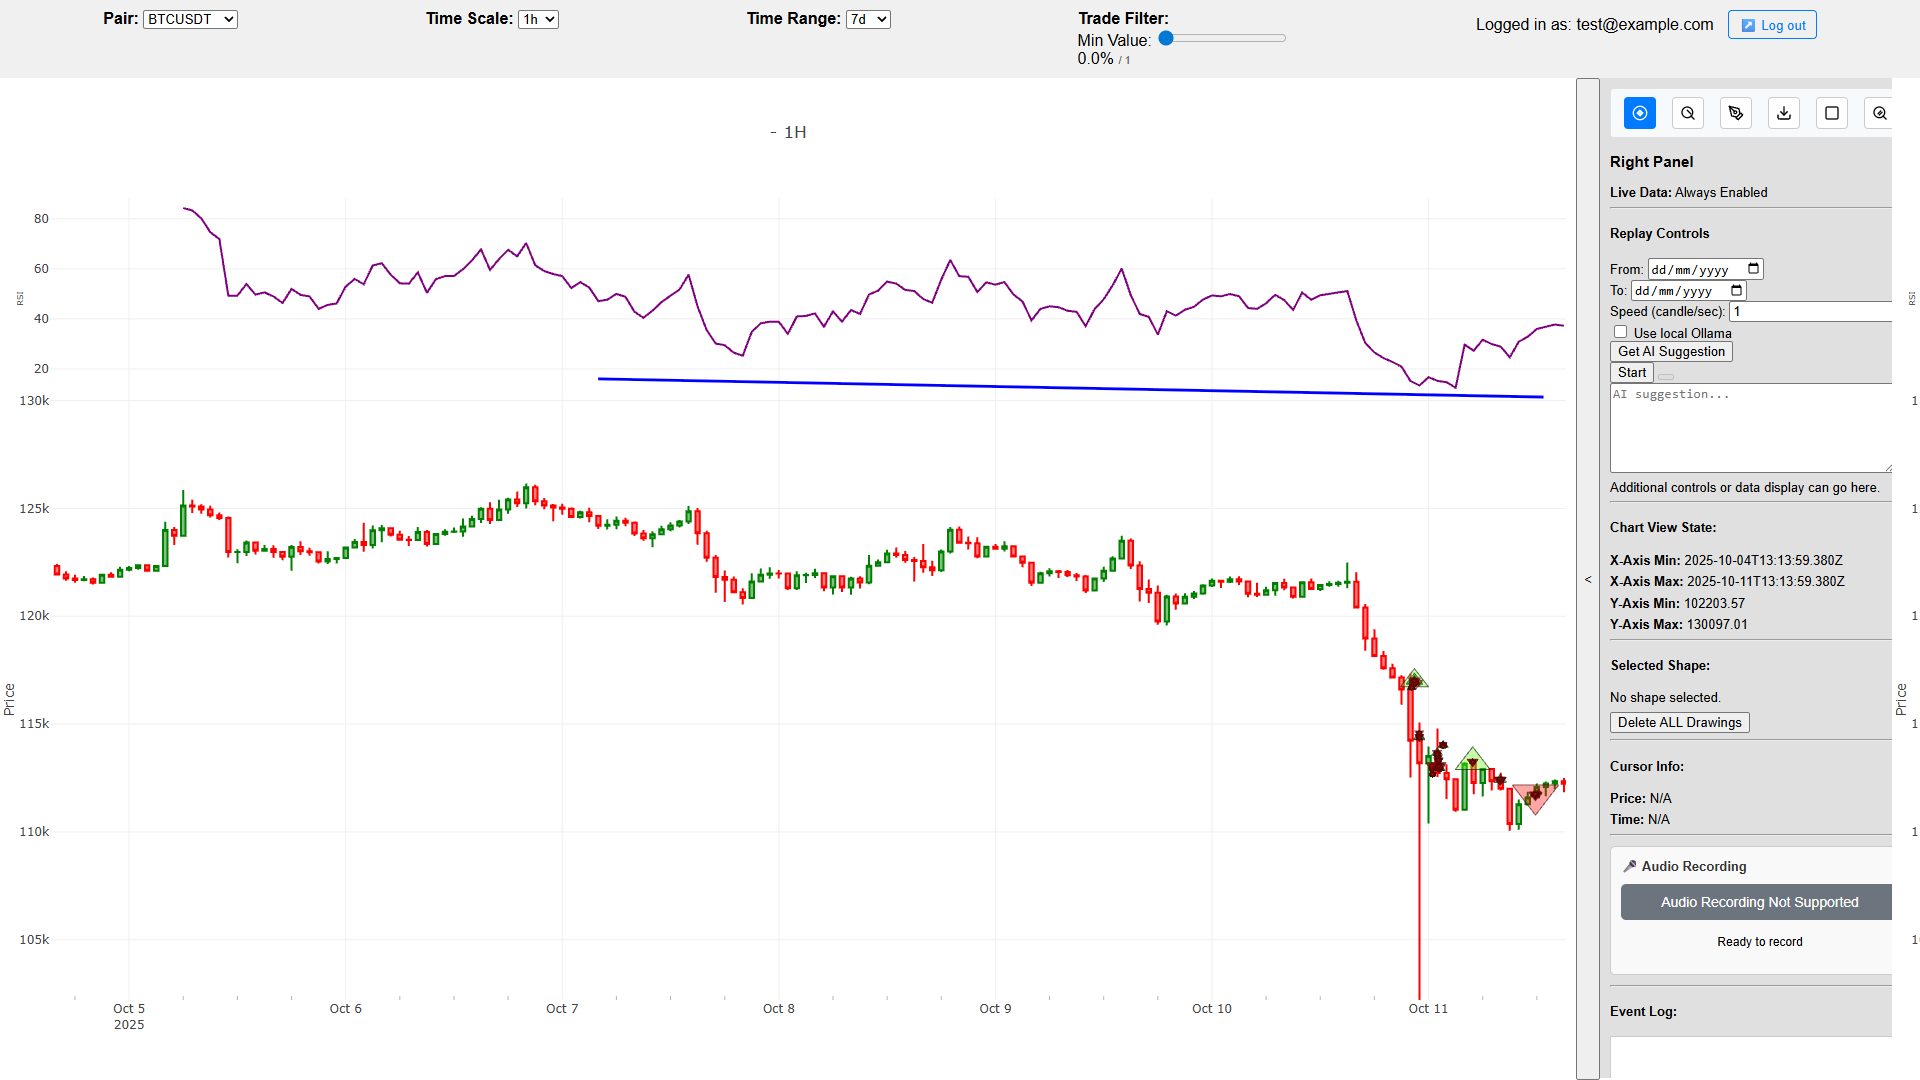 Pair: BTCUSDT
Time Scale: 1h
Time Range: 7d
Trade Filter:
Min Value:
0.0% / 1
Logged in as: test@example.com
Log out
- 1H
80
60
40
20
RSI
130k
125k
120k
115k
110k
105k
Price
Oct 5
2025
Oct 6
Oct 7
Oct 8
Oct 9
Oct 10
Oct 11
<
Right Panel
Live Data: Always Enabled
Replay Controls
From: dd/mm/yyyy
To: dd/mm/yyyy
Speed (candle/sec): 1
Use local Ollama
Get AI Suggestion
Start
AI suggestion...
Additional controls or data display can go here.
Chart View State:
X-Axis Min: 2025-10-04T13:13:59.380Z
X-Axis Max: 2025-10-11T13:13:59.380Z
Y-Axis Min: 102203.57
Y-Axis Max: 130097.01
Selected Shape:
No shape selected.
Delete ALL Drawings
Cursor Info:
Price: N/A
Time: N/A
Audio Recording
Audio Recording Not Supported
Ready to record
Event Log:
RSI
Price